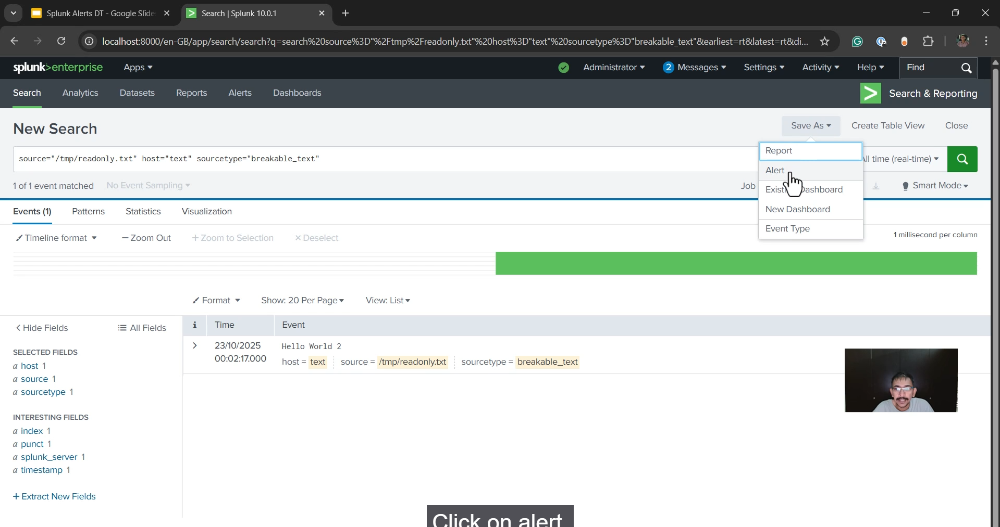 Splunk Alerts DT - Google Slide
Search | Splunk 10.0.1
localhost:8000/en-GB/app/search/search?q=search%20source%3D"%2Ftmp%2Freadonly.txt"%20host%3D"text"%20sourcetype%3D"breakable_text"&earliest=rt&latest=rt&di...
splunk>enterprise
Apps
Administrator
2 Messages
Settings
Activity
Help
Find
Search
Analytics
Datasets
Reports
Alerts
Dashboards
Search & Reporting
New Search
Save As
Create Table View
Close
source="/tmp/readonly.txt" host="text" sourcetype="breakable_text"
Report
Alert
Dashboard
New Dashboard
Event Type
All time (real-time)
1 of 1 event matched
No Event Sampling
Job
Smart Mode
Events (1)
Patterns
Statistics
Visualization
Timeline format
— Zoom Out
+ Zoom to Selection
× Deselect
1 millisecond per column
Format
Show: 20 Per Page
View: List
< Hide Fields
All Fields
i
Time
Event
> 23/10/2025
00:02:17.000
Hello World 2
host = text
source = /tmp/readonly.txt
sourcetype = breakable_text
SELECTED FIELDS
a host 1
a source 1
a sourcetype 1
INTERESTING FIELDS
a index 1
a punct 1
a splunk_server 1
a timestamp 1
+ Extract New Fields
Click on alert